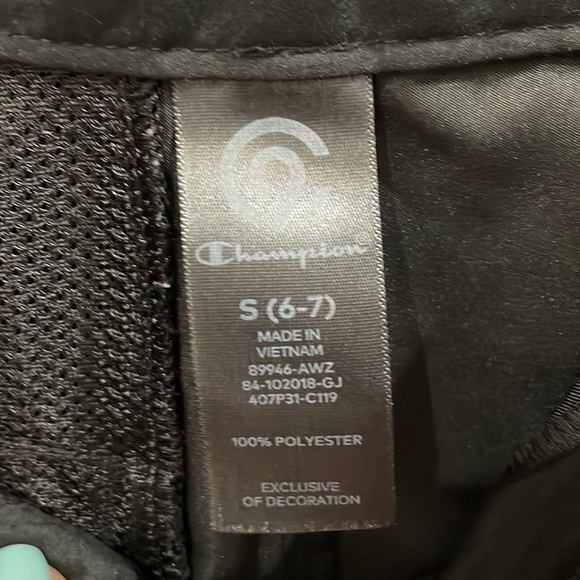 Champion
S (6-7)
MADE IN
VIETNAM
89946-AWZ
84-102018-GJ
407P31-C119
100% POLYESTER
EXCLUSIVE
OF DECORATION